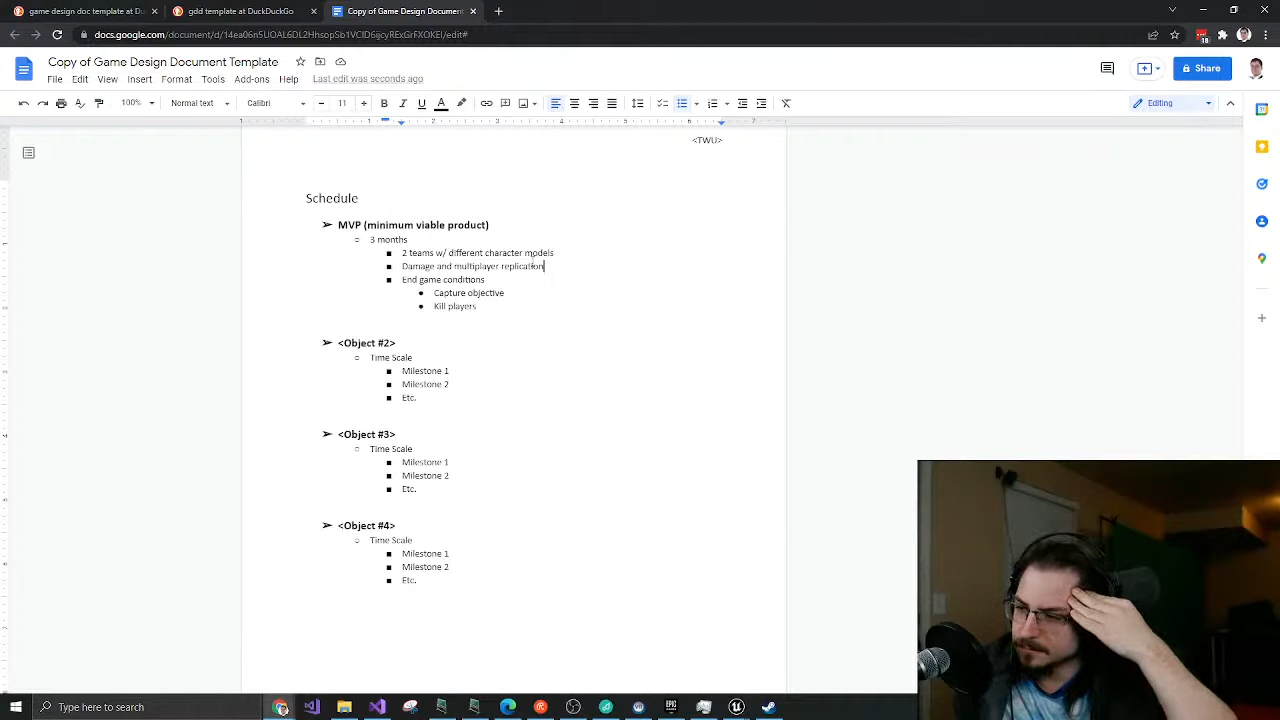 game design doc template at Du
gdd template at DuckDuckGo
Copy of Game Design Document
docs.google.com/document/d/14ea06n5UOAL6DL2HhsopSb1VClD6ijcyRExGrFXOKEI/edit#
Copy of Game Design Document Template
File Edit View Insert Format Tools Add-ons Help Last edit was seconds ago
Share
100% Normal text Calibri 11 Editing
<TWU>
Schedule
MVP (minimum viable product)
3 months
2 teams w/ different character models
Damage and multiplayer replication
End game conditions
Capture objective
Kill players
<Object #2>
Time Scale
Milestone 1
Milestone 2
Etc.
<Object #3>
Time Scale
Milestone 1
Milestone 2
Etc.
<Object #4>
Time Scale
Milestone 1
Milestone 2
Etc.
Type here to search